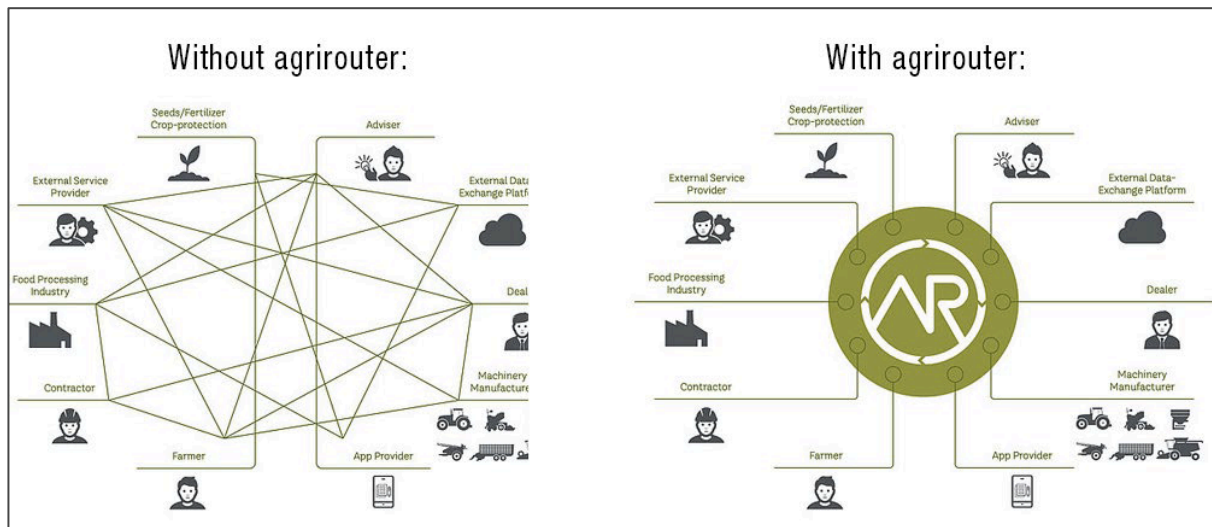 Without agrirouter:
Seeds/Fertilizer
Crop-protection
Adviser
External Service
Provider
External Data-
Exchange Platf
Food Processing
Industry
Deale
Contractor
Machinery
Manufacture
Farmer
App Provider
With agrirouter:
Seeds/Fertilizer
Crop-protection
Adviser
External Service
Provider
External Data-
Exchange Platform
Food Processing
Industry
AR
Dealer
Contractor
Machinery
Manufacturer
Farmer
App Provider